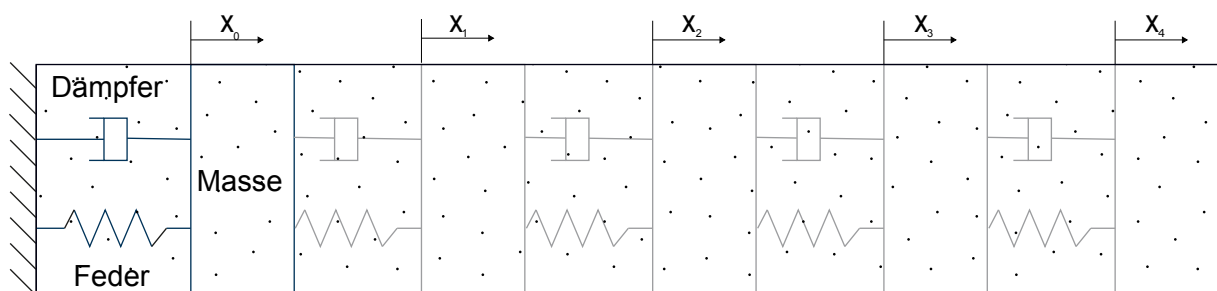 X₀ X₁ X₂ X₃ X₄
Dämpfer
Masse
Feder